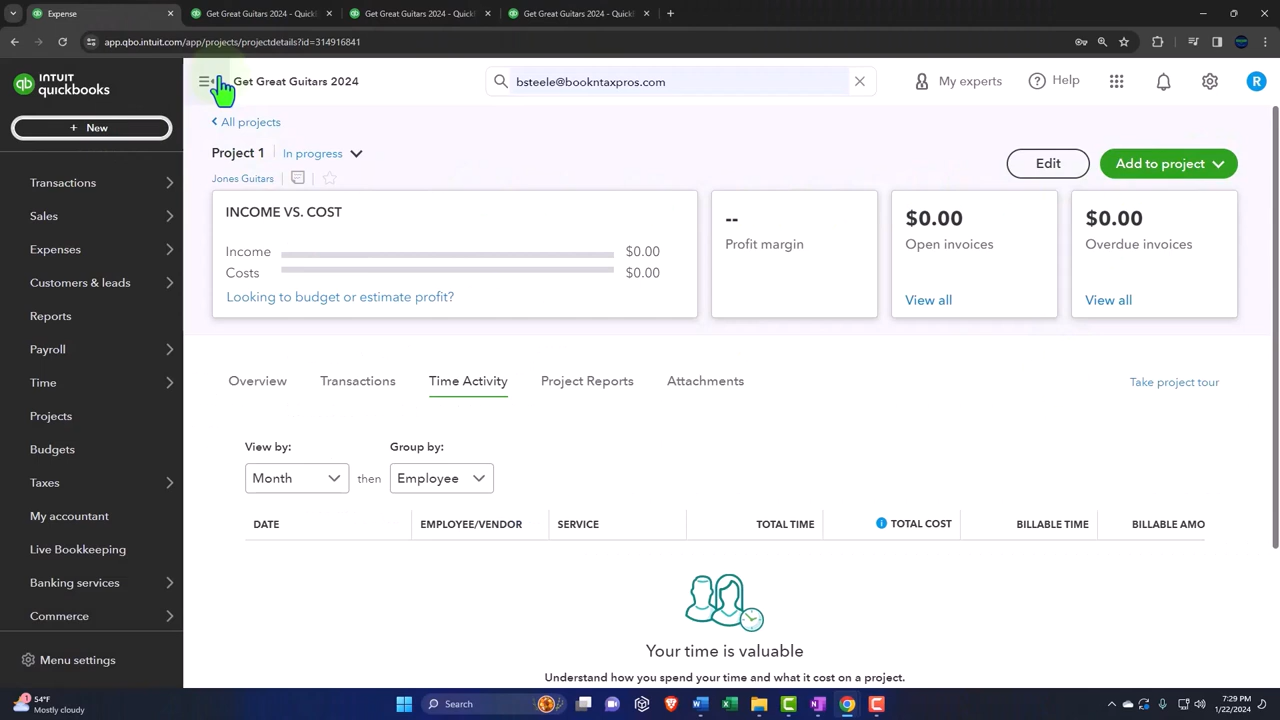 Expense
Get Great Guitars 2024 - QuickB
Get Great Guitars 2024 - QuickB
Get Great Guitars 2024 - QuickB
app.qbo.intuit.com/app/projects/projectdetails?id=314916841
INTUIT
quickbooks
Get Great Guitars 2024
bsteele@bookntaxpros.com
My experts
Help
R
+ New
Transactions
Sales
Expenses
Customers & leads
Reports
Payroll
Time
Projects
Budgets
Taxes
My accountant
Live Bookkeeping
Banking services
Commerce
Menu settings
All projects
Project 1 In progress
Edit Add to project
Jones Guitars
INCOME VS. COST
Income $0.00
Costs $0.00
Looking to budget or estimate profit?
--
Profit margin
$0.00
Open invoices
View all
$0.00
Overdue invoices
View all
Overview Transactions Time Activity Project Reports Attachments Take project tour
View by: Group by:
Month then Employee
DATE EMPLOYEE/VENDOR SERVICE TOTAL TIME TOTAL COST BILLABLE TIME BILLABLE AMO
Your time is valuable
Understand how you spend your time and what it cost on a project.
1 54°F
Mostly cloudy
Search
7:29 PM
1/22/2024